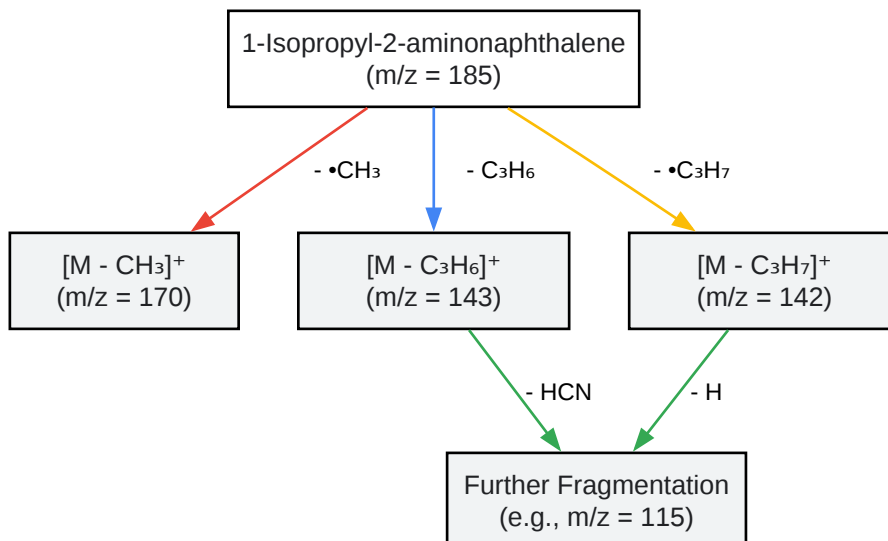 1-Isopropyl-2-aminonaphthalene
(m/z = 185)
- •CH₃
- C₃H₆
- •C₃H₇
[M - CH₃]⁺
(m/z = 170)
[M - C₃H₆]⁺
(m/z = 143)
[M - C₃H₇]⁺
(m/z = 142)
- HCN
- H
Further Fragmentation
(e.g., m/z = 115)